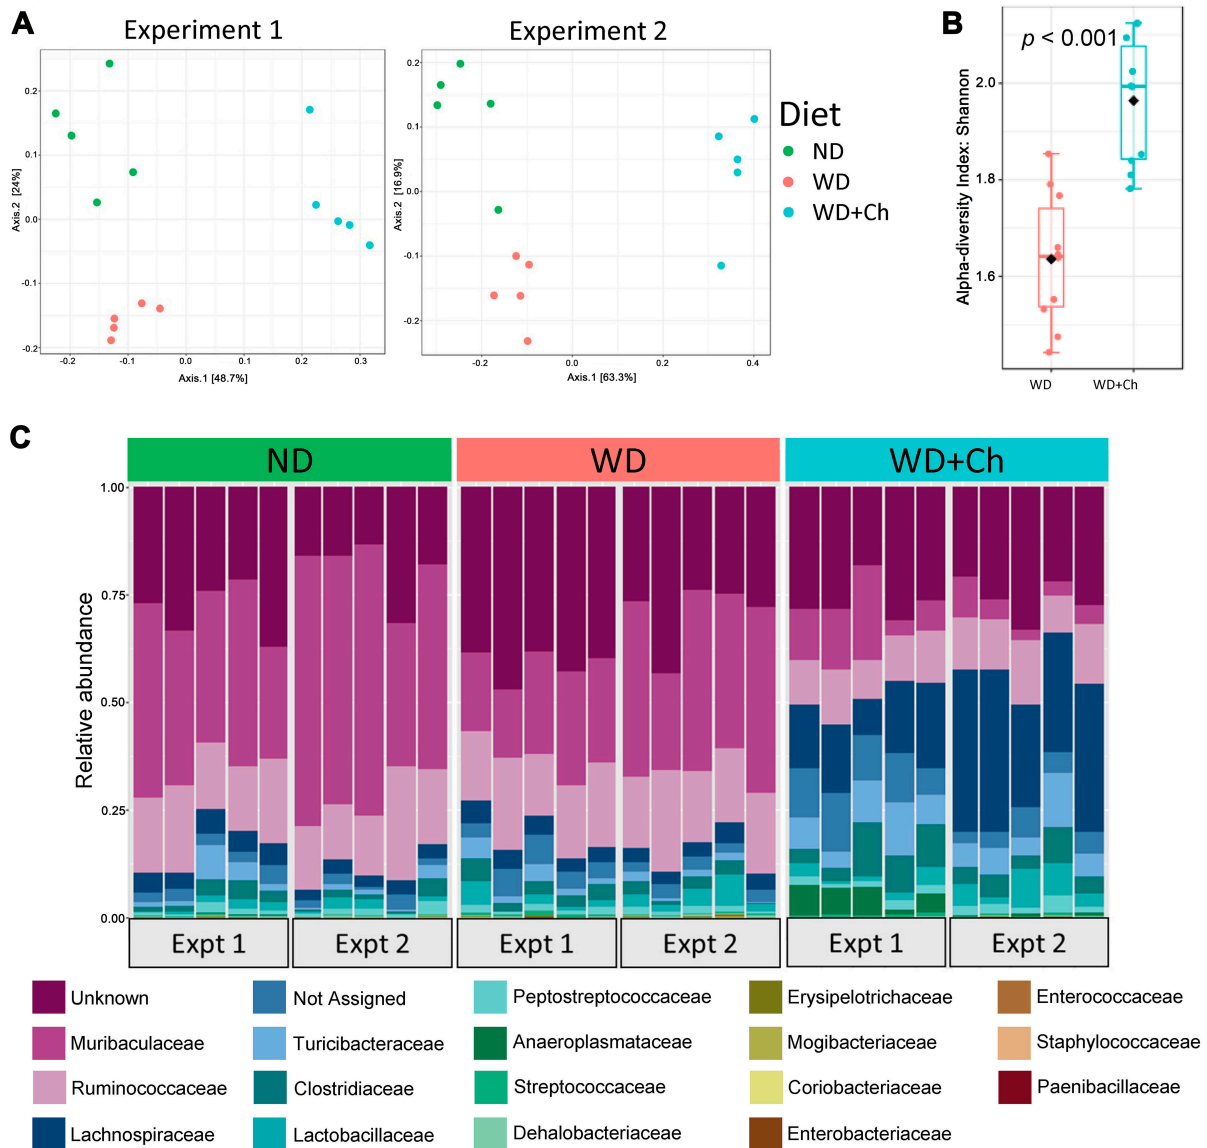 A
Experiment 1
Experiment 2
B
0.2
0.1
0.0
-0.1
-0.2
Axis.2 [24%]
-0.2
-0.1
0.0
0.1
0.2
0.3
Axis.1 [48.7%]
0.2
0.1
0.0
-0.1
-0.2
Axis.2 [16.9%]
-0.2
0.0
0.2
0.4
Axis.1 [63.3%]
Diet
ND
WD
WD+Ch
p < 0.001
2.0
1.8
1.6
Alpha-diversity Index: Shannon
WD
WD+Ch
C
ND
WD
WD+Ch
1.00
0.75
0.50
0.25
0.00
Relative abundance
Expt 1
Expt 2
Expt 1
Expt 2
Expt 1
Expt 2
Unknown
Muribaculaceae
Ruminococcaceae
Lachnospiraceae
Not Assigned
Turicibacteraceae
Clostridiaceae
Lactobacillaceae
Peptostreptococcaceae
Anaeroplasmataceae
Streptococcaceae
Dehalobacteriaceae
Erysipelotrichaceae
Mogibacteriaceae
Coriobacteriaceae
Enterobacteriaceae
Enterococcaceae
Staphylococcaceae
Paenibacillaceae